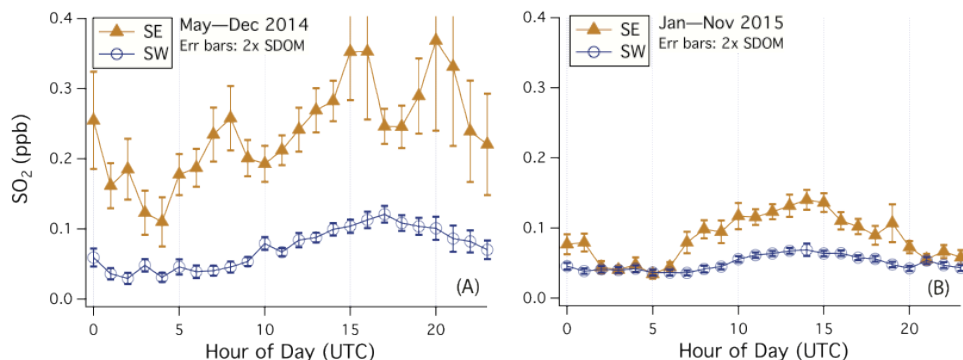 SE
SW
May—Dec 2014
Err bars: 2x SDOM
0.4
0.3
0.2
0.1
0.0
SO₂ (ppb)
(A)
0 5 10 15 20
Hour of Day (UTC)
SE
SW
Jan—Nov 2015
Err bars: 2x SDOM
0.4
0.3
0.2
0.1
0.0
(B)
0 5 10 15 20
Hour of Day (UTC)